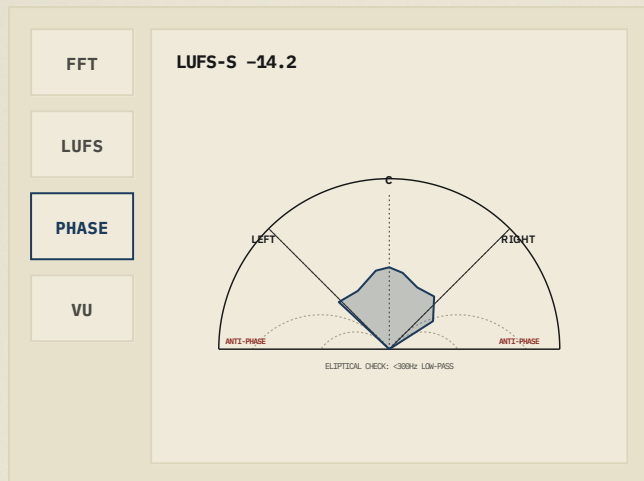 FFT
LUFS
PHASE
VU
LUFS-S −14.2
C
LEFT
RIGHT
ANTI-PHASE
ANTI-PHASE
ELIPTICAL CHECK: <300Hz LOW-PASS